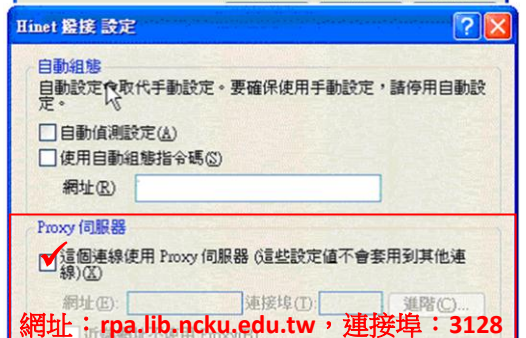 Hinet 撥接 設定
自動組態
自動設定會取代手動設定。要確保使用手動設定，請停用自動設
定。
自動偵測設定(A)
使用自動組態指令碼(S)
網址(R)
Proxy 伺服器
這個連線使用 Proxy 伺服器 (這些設定值不會套用到其他連
線)(X)
網址(E): 連接埠(T): 進階(C)...
網址：rpa.lib.ncku.edu.tw，連接埠：3128